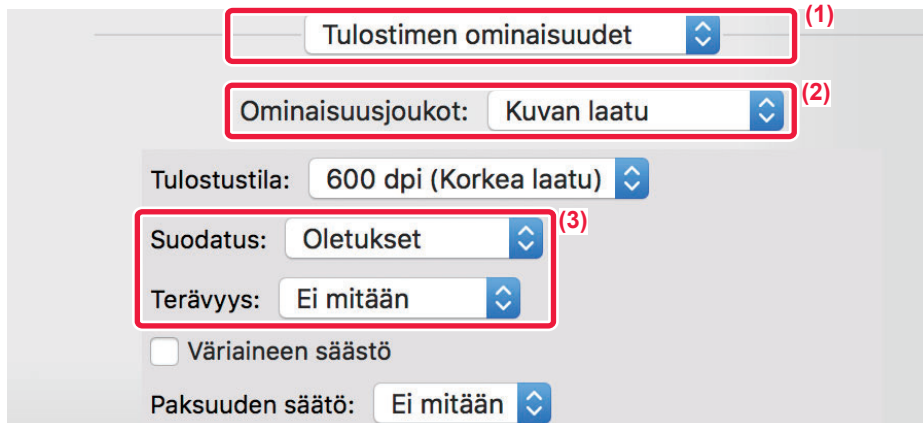 Tulostimen ominaisuudet (1)
Ominaisuusjoukot: Kuvan laatu (2)
Tulostustila: 600 dpi (Korkea laatu)
Suodatus: Oletukset (3)
Terävyys: Ei mitään
Väriaineen säästö
Paksuuden säätö: Ei mitään